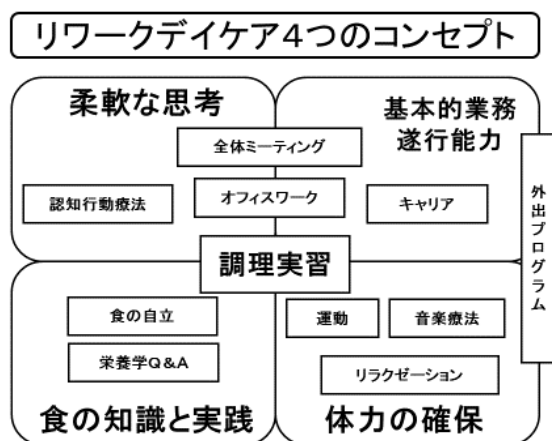 リワークデイケア４つのコンセプト
柔軟な思考
基本的業務
遂行能力
全体ミーティング
認知行動療法
オフィスワーク
キャリア
外出プログラム
調理実習
食の自立
栄養学Ｑ＆Ａ
運動
音楽療法
リラクゼーション
食の知識と実践
体力の確保